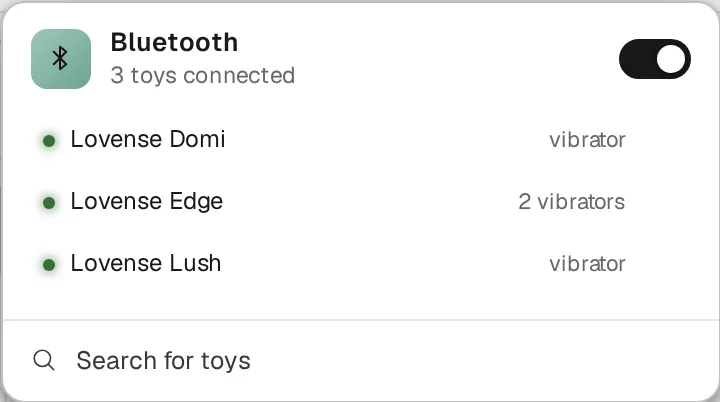 Bluetooth
3 toys connected
Lovense Domi vibrator
Lovense Edge 2 vibrators
Lovense Lush vibrator
Search for toys